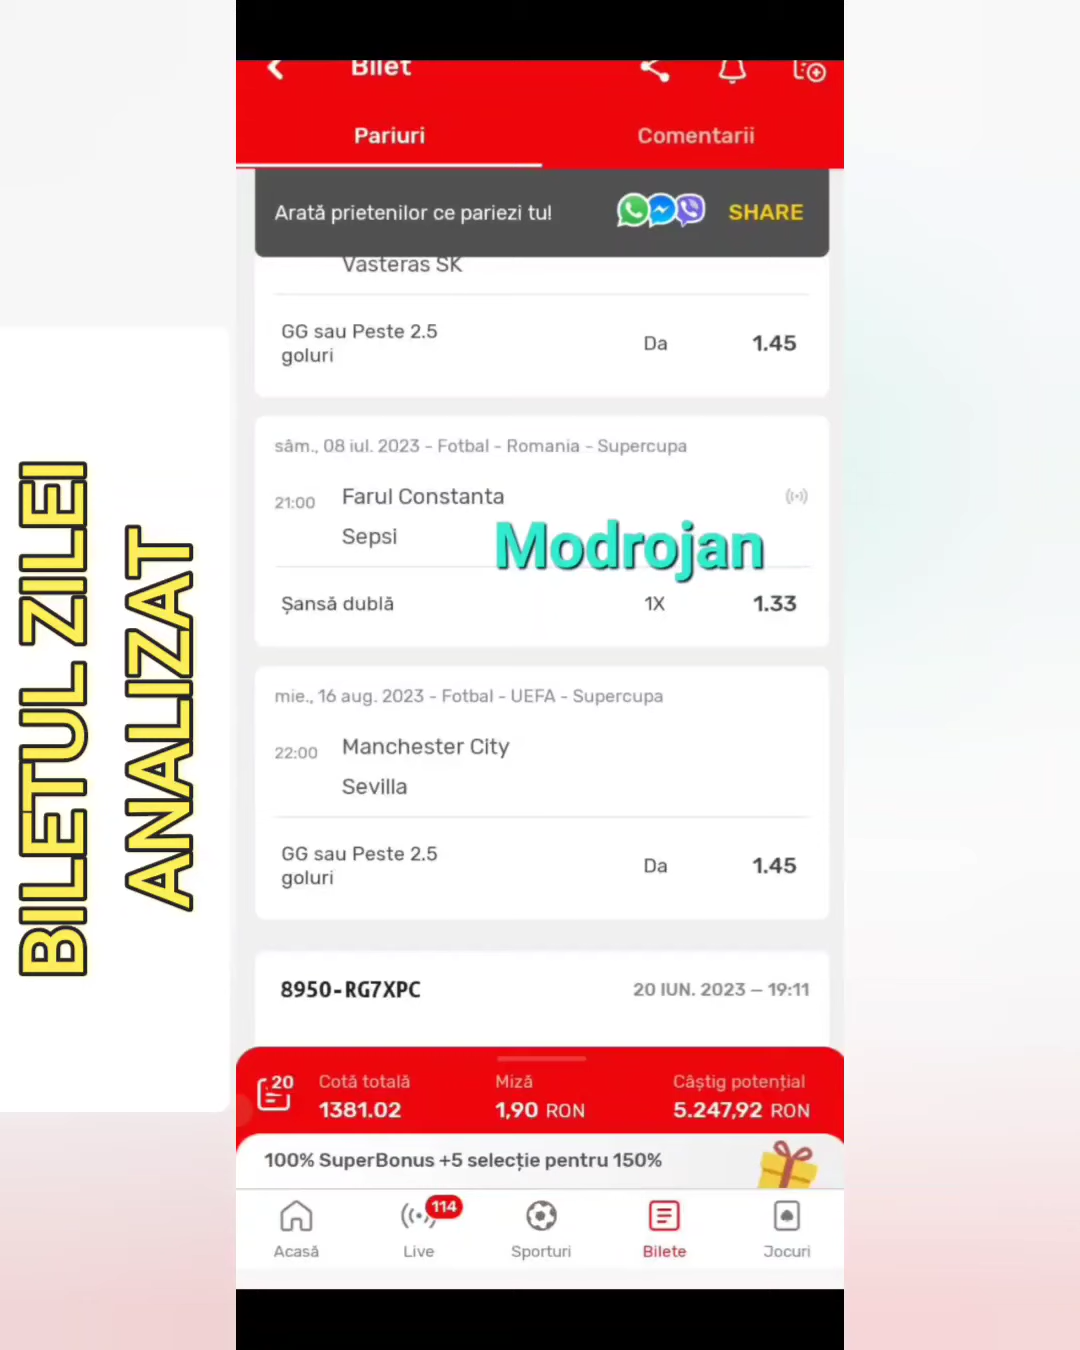 BILETUL ZILEI
ANALIZAT
Bilet
Pariuri
Comentarii
Arată prietenilor ce pariezi tu!
SHARE
Vasteras SK
GG sau Peste 2.5
goluri
Da
1.45
sâm., 08 iul. 2023 - Fotbal - Romania - Supercupa
21:00
Farul Constanta
Sepsi
Modrojan
Șansă dublă
1X
1.33
mie., 16 aug. 2023 - Fotbal - UEFA - Supercupa
22:00
Manchester City
Sevilla
GG sau Peste 2.5
goluri
Da
1.45
8950-RG7XPC
20 IUN. 2023 — 19:11
20
Cotă totală
Miză
Câștig potențial
1381.02
1,90 RON
5.247,92 RON
100% SuperBonus +5 selecție pentru 150%
114
Acasă
Live
Sporturi
Bilete
Jocuri